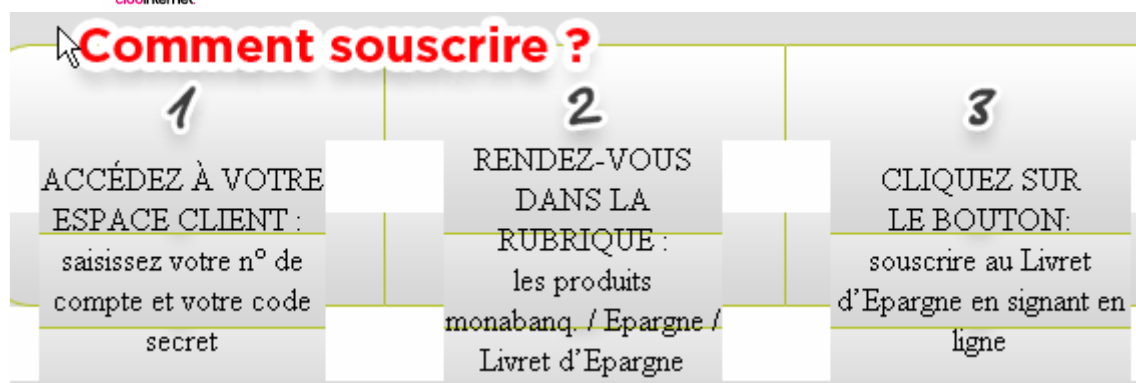 Comment souscrire ?
1
ACCÉDEZ À VOTRE
ESPACE CLIENT :
saisissez votre n° de
compte et votre code
secret
2
RENDEZ-VOUS
DANS LA
RUBRIQUE :
les produits
monabanq. / Epargne /
Livret d'Epargne
3
CLIQUEZ SUR
LE BOUTON:
souscrire au Livret
d'Epargne en signant en
ligne